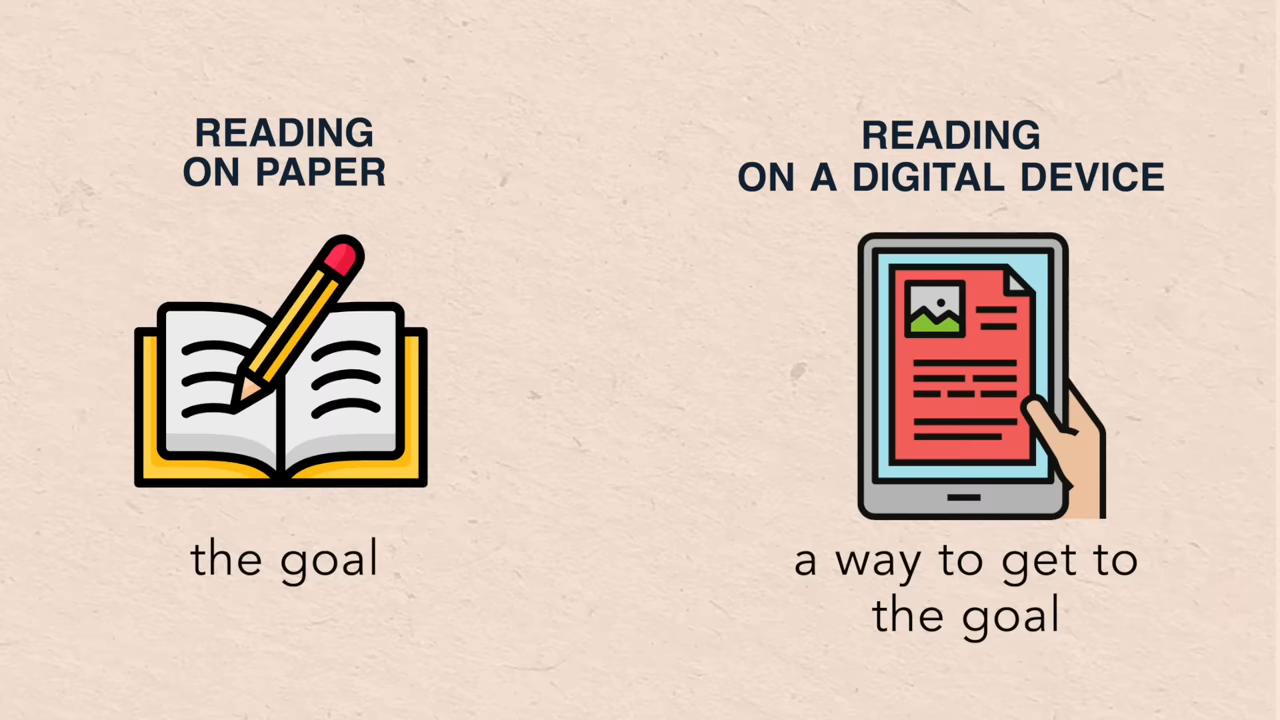 READING
ON PAPER
the goal
READING
ON A DIGITAL DEVICE
a way to get to
the goal